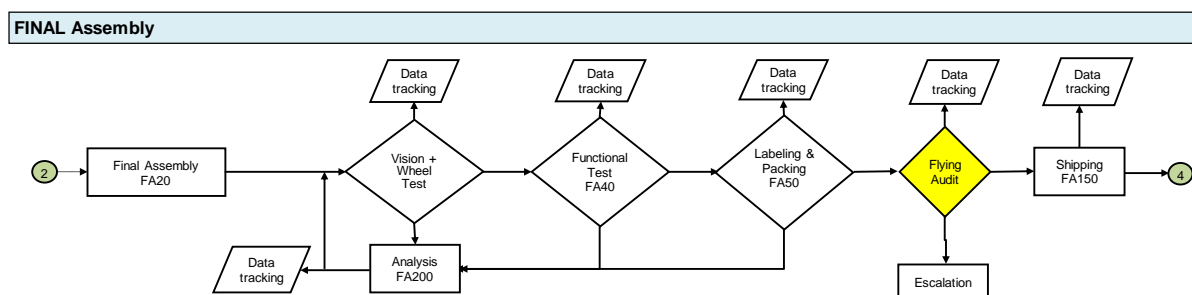 FINAL Assembly
Data
tracking
Data
tracking
Data
tracking
Data
tracking
Data
tracking
2
Final Assembly
FA20
Vision +
Wheel
Test
Functional
Test
FA40
Labeling &
Packing
FA50
Flying
Audit
Shipping
FA150
4
Data
tracking
Analysis
FA200
Escalation